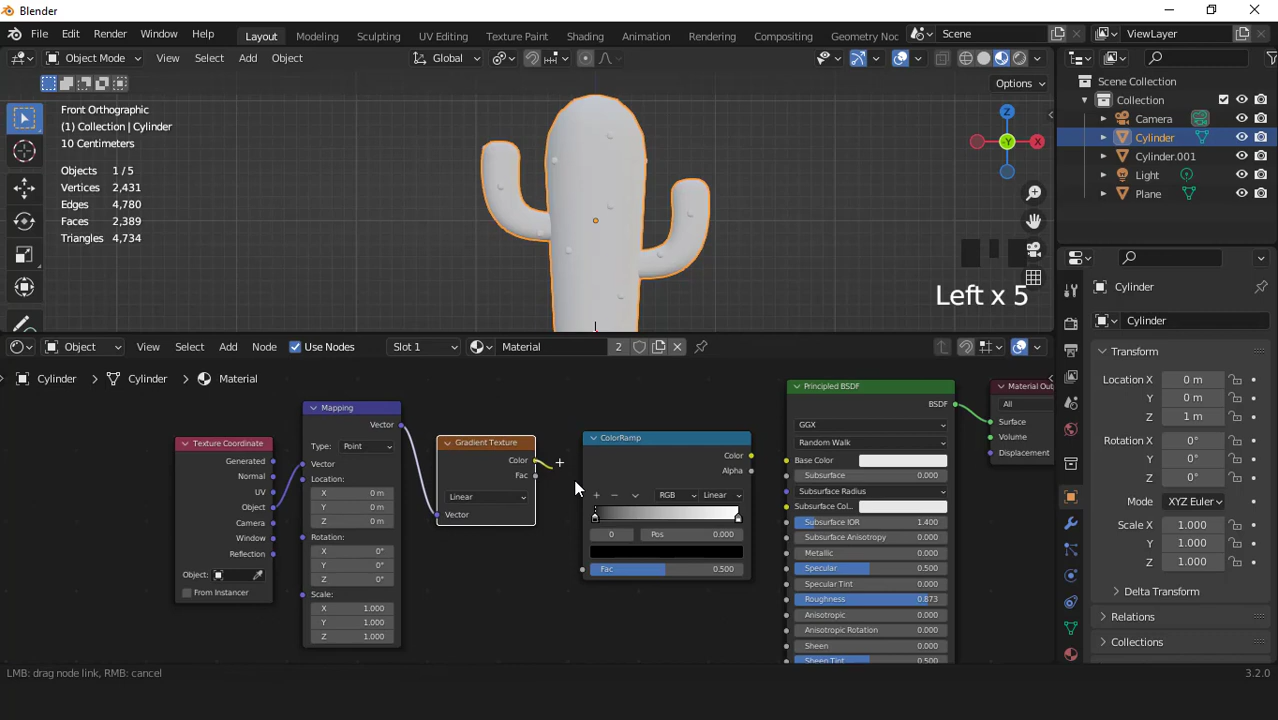 Blender
File Edit Render Window Help
Layout Modeling Sculpting UV Editing Texture Paint Shading Animation Rendering Compositing Geometry Noc
Scene ViewLayer
Object Mode View Select Add Object Global
Options
Front Orthographic
(1) Collection | Cylinder
10 Centimeters
Objects 1 / 5
Vertices 2,431
Edges 4,780
Faces 2,389
Triangles 4,734
X
Y
Z
Left x 5
Scene Collection
Collection
Camera
Cylinder
Cylinder.001
Light
Plane
Cylinder
Cylinder
Transform
Location X 0 m
Y 0 m
Z 1 m
Rotation X 0°
Y 0°
Z 0°
Mode XYZ Euler
Scale X 1.000
Y 1.000
Z 1.000
Delta Transform
Relations
Collections
Object View Select Add Node Use Nodes Slot 1 Material 2
Cylinder Cylinder Material
Texture Coordinate
Generated
Normal
UV
Object
Camera
Window
Reflection
Object:
From Instancer
Mapping
Vector
Type: Point
Vector
Location:
X 0 m
Y 0 m
Z 0 m
Rotation:
X 0°
Y 0°
Z 0°
Scale:
X 1.000
Y 1.000
Z 1.000
Gradient Texture
Color
Fac
Linear
Vector
ColorRamp
Color
Alpha
RGB Linear
0 Pos 0.000
Fac 0.500
Principled BSDF
BSDF
GGX
Random Walk
Base Color
Subsurface 0.000
Subsurface Radius
Subsurface Col...
Subsurface IOR 1.400
Subsurface Anisotropy 0.000
Metallic 0.000
Specular 0.500
Specular Tint 0.000
Roughness 0.873
Anisotropic 0.000
Anisotropic Rotation 0.000
Sheen 0.000
Sheen Tint 0.500
Material Out
All
Surface
Volume
Displacement
LMB: drag node link, RMB: cancel
3.2.0